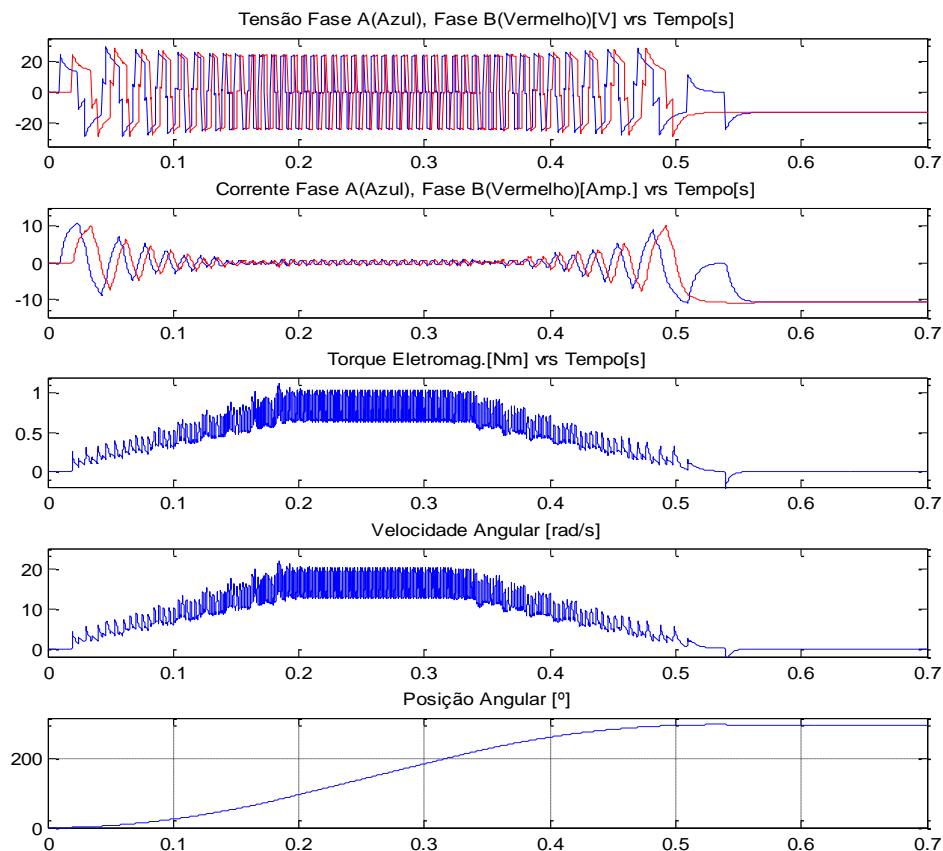 Tensão Fase A(Azul), Fase B(Vermelho)[V] vrs Tempo[s]
20
0
-20
0 0.1 0.2 0.3 0.4 0.5 0.6 0.7
Corrente Fase A(Azul), Fase B(Vermelho)[Amp.] vrs Tempo[s]
10
0
-10
0 0.1 0.2 0.3 0.4 0.5 0.6 0.7
Torque Eletromag.[Nm] vrs Tempo[s]
1
0.5
0
0 0.1 0.2 0.3 0.4 0.5 0.6 0.7
Velocidade Angular [rad/s]
20
10
0
0 0.1 0.2 0.3 0.4 0.5 0.6 0.7
Posição Angular [º]
200
0
0 0.1 0.2 0.3 0.4 0.5 0.6 0.7